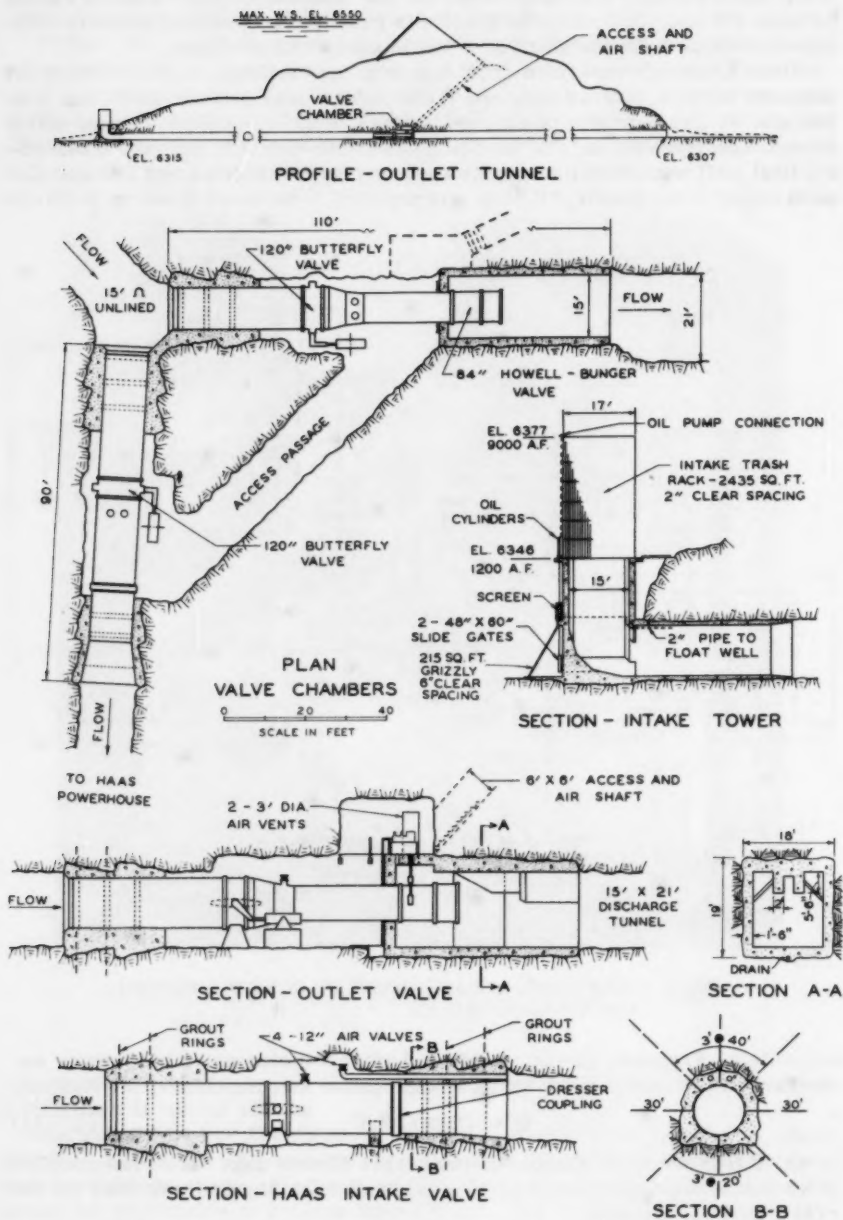 MAX. W. S. EL. 6550
ACCESS AND
AIR SHAFT
VALVE
CHAMBER
EL. 6315
EL. 6307
PROFILE - OUTLET TUNNEL
110'
FLOW
120" BUTTERFLY
VALVE
15' ∩
UNLINED
15'
FLOW
21'
84" HOWELL - BUNGER
VALVE
90'
ACCESS PASSAGE
120" BUTTERFLY
VALVE
17'
OIL PUMP CONNECTION
EL. 6377
9000 A.F.
INTAKE TRASH
RACK - 2435 SQ. FT.
2" CLEAR SPACING
OIL
CYLINDERS
EL. 6346
1200 A.F.
15'
SCREEN
2 - 48" X 60"
SLIDE GATES
2" PIPE TO
FLOAT WELL
215 SQ. FT.
GRIZZLY
6" CLEAR
SPACING
SECTION - INTAKE TOWER
PLAN
VALVE CHAMBERS
0 20 40
SCALE IN FEET
FLOW
TO HAAS
POWERHOUSE
2 - 3' DIA.
AIR VENTS
6' X 6' ACCESS AND
AIR SHAFT
A
FLOW
15' X 21'
DISCHARGE
TUNNEL
A
SECTION - OUTLET VALVE
18'
19'
5'-6"
1'-6"
DRAIN
SECTION A-A
GROUT
RINGS
4 - 12" AIR VALVES
B
GROUT
RINGS
FLOW
DRESSER
COUPLING
B
SECTION - HAAS INTAKE VALVE
3' @ 40'
30'
30'
3' @ 20'
SECTION B-B